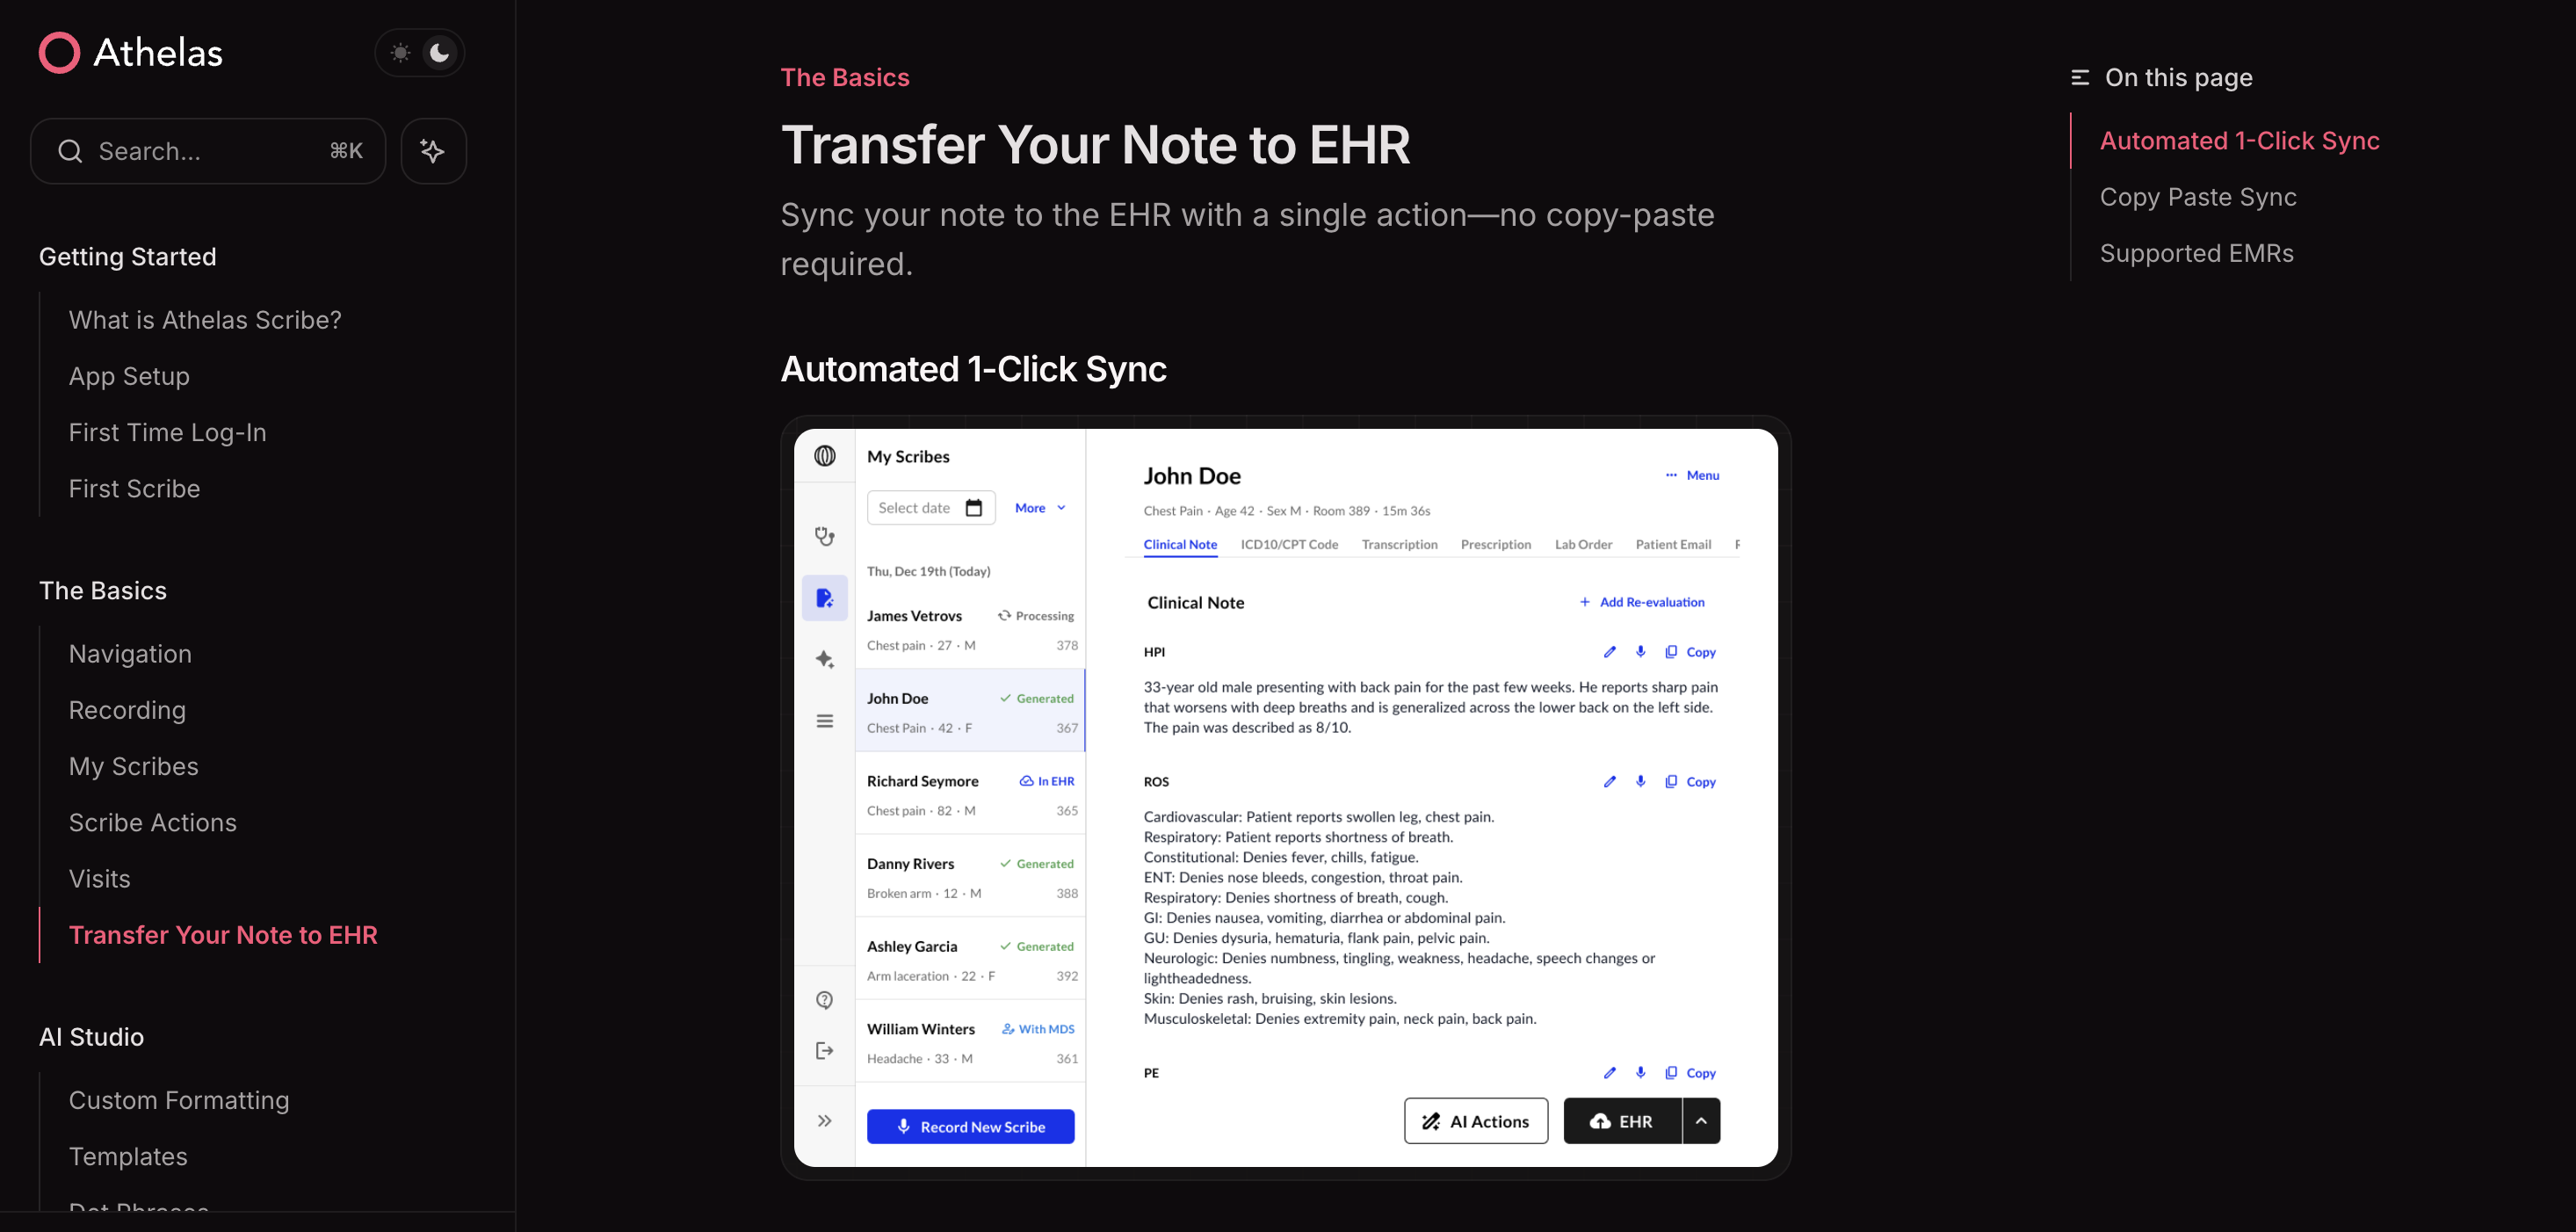 Athelas
Search...
⌘K
Getting Started
What is Athelas Scribe?
App Setup
First Time Log-In
First Scribe
The Basics
Navigation
Recording
My Scribes
Scribe Actions
Visits
Transfer Your Note to EHR
AI Studio
Custom Formatting
Templates
Dot Phrases
The Basics
Transfer Your Note to EHR
Sync your note to the EHR with a single action—no copy-paste
required.
Automated 1-Click Sync
My Scribes
Select date
More
Thu, Dec 19th (Today)
James Vetrovs
Processing
Chest pain · 27 · M
378
John Doe
Generated
Chest Pain · 42 · F
367
Richard Seymore
In EHR
Chest pain · 82 · M
365
Danny Rivers
Generated
Broken arm · 12 · M
388
Ashley Garcia
Generated
Arm laceration · 22 · F
392
William Winters
With MDS
Headache · 33 · M
361
Record New Scribe
John Doe
Menu
Chest Pain · Age 42 · Sex M · Room 389 · 15m 36s
Clinical Note
ICD10/CPT Code
Transcription
Prescription
Lab Order
Patient Email
Clinical Note
+ Add Re-evaluation
HPI
Copy
33-year old male presenting with back pain for the past few weeks. He reports sharp pain
that worsens with deep breaths and is generalized across the lower back on the left side.
The pain was described as 8/10.
ROS
Copy
Cardiovascular: Patient reports swollen leg, chest pain.
Respiratory: Patient reports shortness of breath.
Constitutional: Denies fever, chills, fatigue.
ENT: Denies nose bleeds, congestion, throat pain.
Respiratory: Denies shortness of breath, cough.
GI: Denies nausea, vomiting, diarrhea or abdominal pain.
GU: Denies dysuria, hematuria, flank pain, pelvic pain.
Neurologic: Denies numbness, tingling, weakness, headache, speech changes or
lightheadedness.
Skin: Denies rash, bruising, skin lesions.
Musculoskeletal: Denies extremity pain, neck pain, back pain.
PE
Copy
AI Actions
EHR
On this page
Automated 1-Click Sync
Copy Paste Sync
Supported EMRs